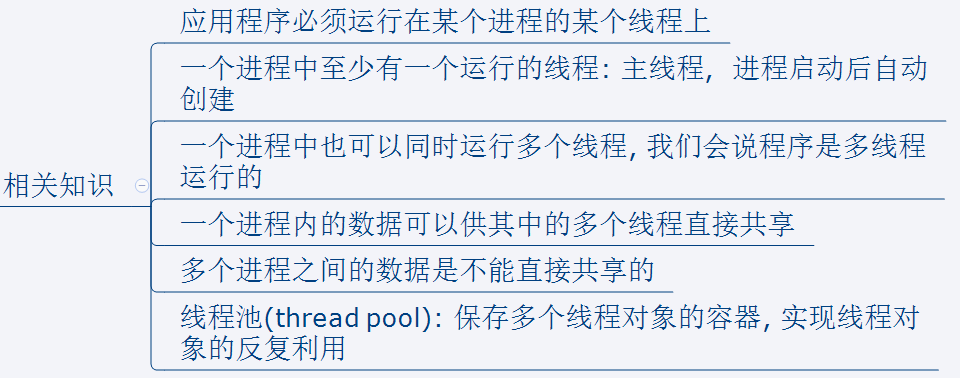 应用程序必须运行在某个进程的某个线程上
一个进程中至少有一个运行的线程: 主线程, 进程启动后自动
创建
一个进程中也可以同时运行多个线程, 我们会说程序是多线程
运行的
相关知识
一个进程内的数据可以供其中的多个线程直接共享
多个进程之间的数据是不能直接共享的
线程池(thread pool): 保存多个线程对象的容器, 实现线程对
象的反复利用